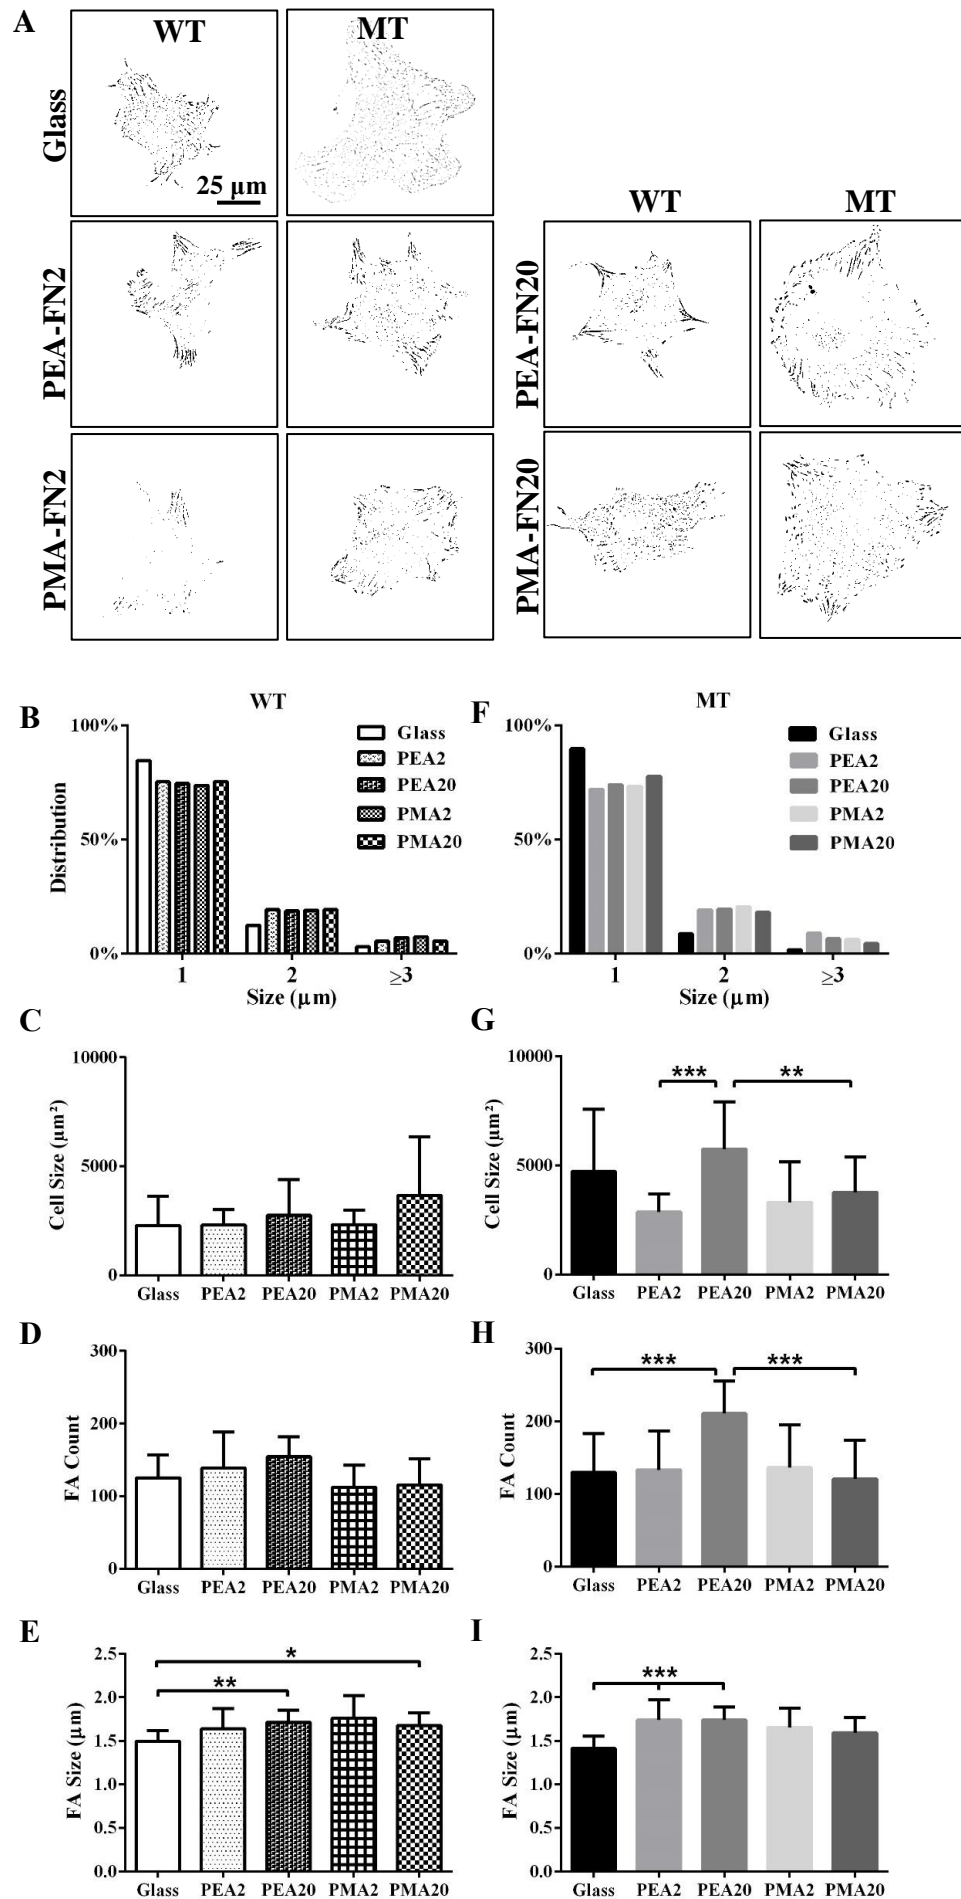 A
WT
MT
Glass
25 μm
WT
MT
PEA-FN2
PEA-FN20
PMA-FN2
PMA-FN20
B
WT
100%
50%
0%
Distribution
Glass
PEA2
PEA20
PMA2
PMA20
1
2
≥3
Size (μm)
F
MT
100%
50%
0%
Glass
PEA2
PEA20
PMA2
PMA20
1
2
≥3
Size (μm)
C
10000
5000
0
Cell Size (μm²)
Glass PEA2 PEA20 PMA2 PMA20
G
10000
5000
0
Cell Size (μm²)
***
**
Glass PEA2 PEA20 PMA2 PMA20
D
300
200
100
0
FA Count
Glass PEA2 PEA20 PMA2 PMA20
H
300
200
100
0
FA Count
***
***
Glass PEA2 PEA20 PMA2 PMA20
E
2.5
2.0
1.5
1.0
0.5
0.0
FA Size (μm)
*
**
Glass PEA2 PEA20 PMA2 PMA20
I
2.5
2.0
1.5
1.0
0.5
0.0
FA Size (μm)
***
Glass PEA2 PEA20 PMA2 PMA20